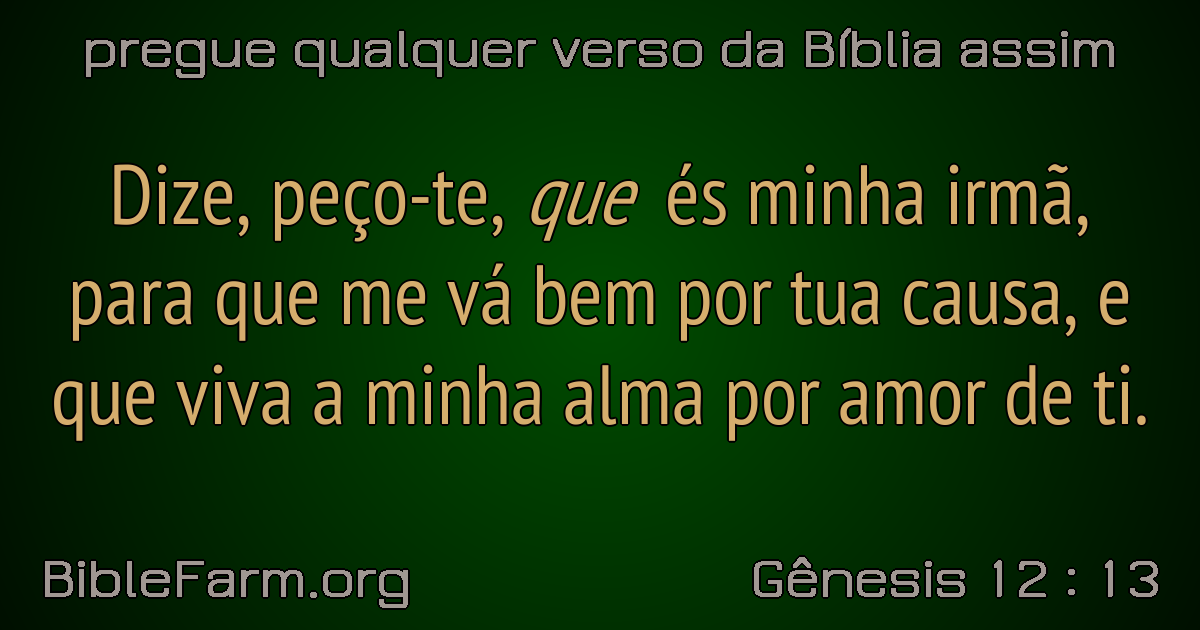 pregue qualquer verso da Bíblia assim
Dize, peço-te, que és minha irmã,
para que me vá bem por tua causa, e
que viva a minha alma por amor de ti.
BibleFarm.org
Gênesis 12 : 13